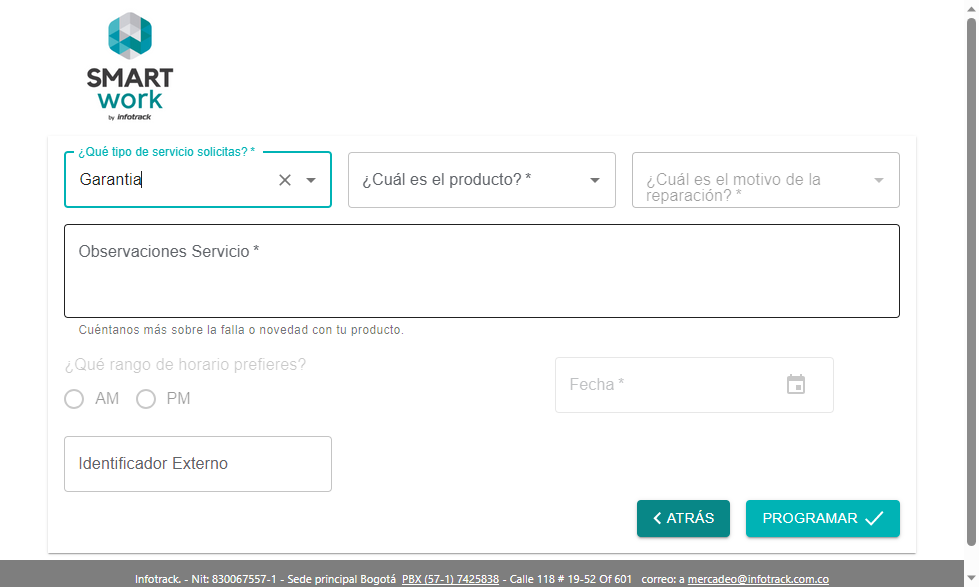 SMART
work
by infotrack
¿Qué tipo de servicio solicitas? *
Garantia
¿Cuál es el producto? *
¿Cuál es el motivo de la
reparación? *
Observaciones Servicio *
Cuéntanos más sobre la falla o novedad con tu producto.
¿Qué rango de horario prefieres?
AM PM
Fecha *
Identificador Externo
ATRÁS
PROGRAMAR
Infotrack. - Nit: 830067557-1 - Sede principal Bogotá PBX (57-1) 7425838 - Calle 118 # 19-52 Of 601 correo: a mercadeo@infotrack.com.co